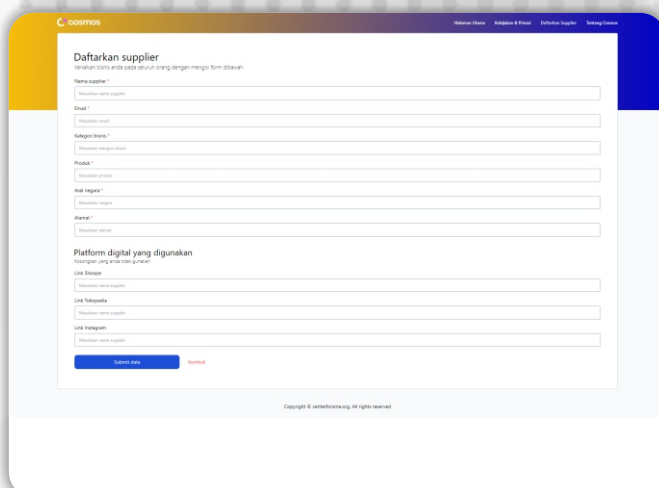 cosmos
Halaman Utama Kebijakan & Privasi Daftarkan Supplier Tentang Cosmos
Daftarkan supplier
Kenalkan bisnis anda pada seluruh orang dengan mengisi form dibawah
Nama supplier *
Masukkan nama supplier
Email *
Masukkan email
Kategori bisnis *
Masukkan kategori bisnis
Produk *
Masukkan produk
Asal negara *
Masukkan negara
Alamat *
Masukkan alamat
Platform digital yang digunakan
Kosongkan yang anda tidak gunakan
Link Shoope
Masukkan nama supplier
Link Tokopedia
Masukkan nama supplier
Link Instagram
Masukkan nama supplier
Submit data Kembali
Copyright © centerforsme.org, All rights reserved